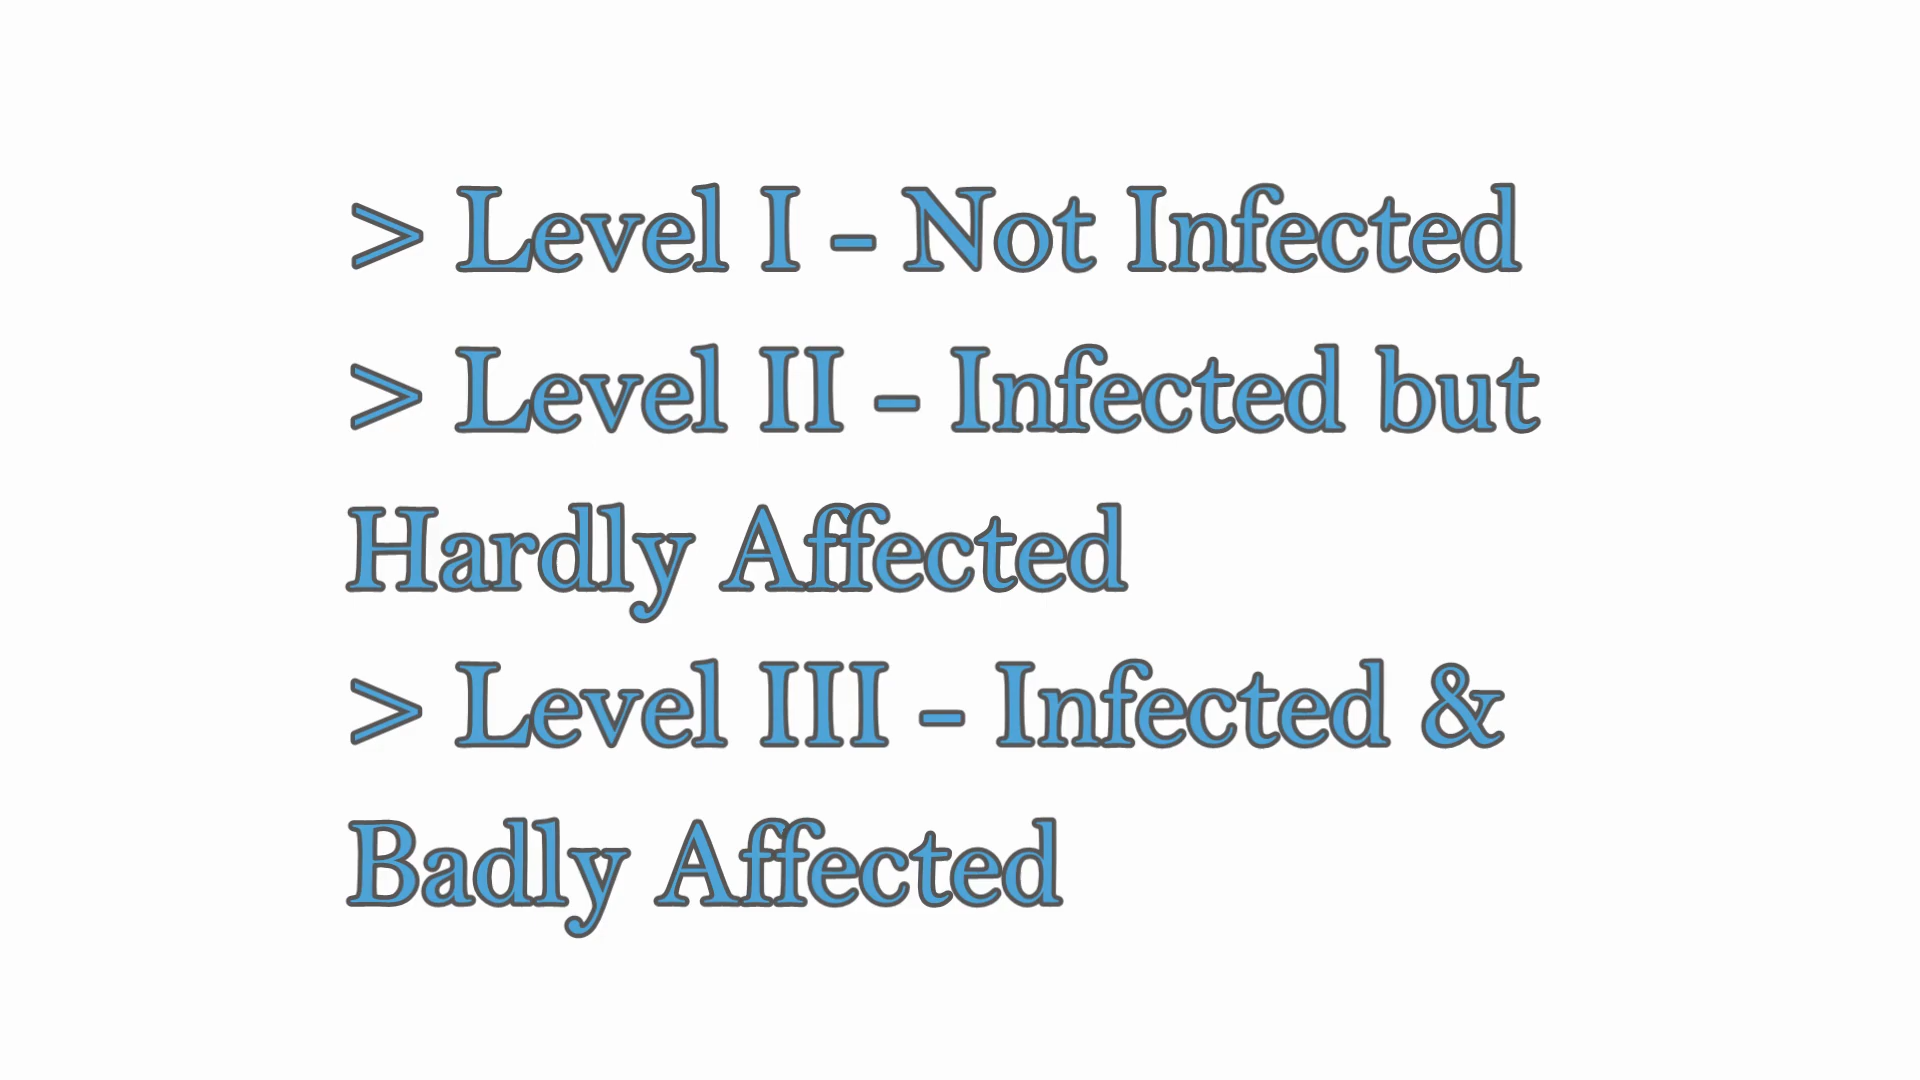 > Level I - Not Infected
> Level II - Infected but
Hardly Affected
> Level III - Infected &
Badly Affected